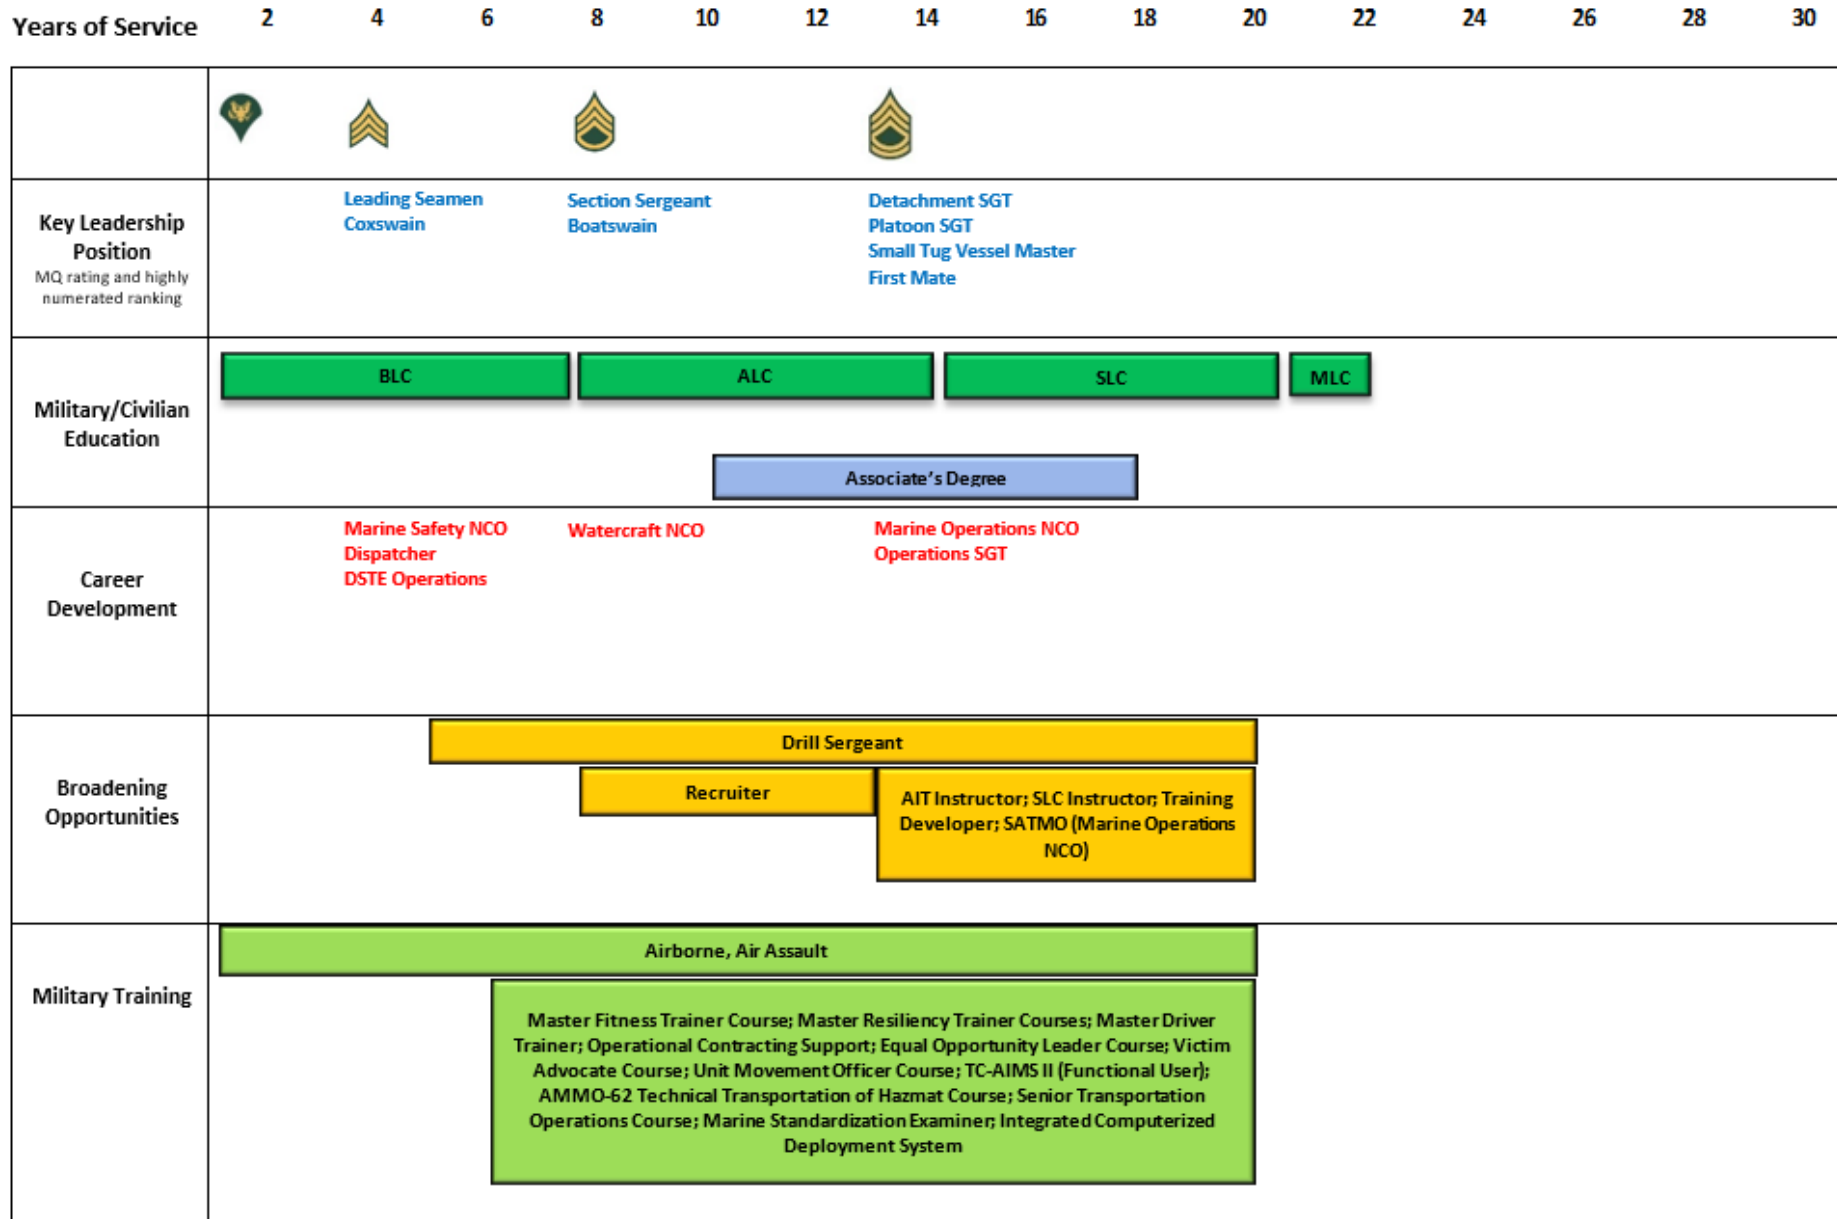 Years of Service 2 4 6 8 10 12 14 16 18 20 22 24 26 28 30
Key Leadership
Position
MQ rating and highly
numerated ranking
Leading Seamen
Coxswain
Section Sergeant
Boatswain
Detachment SGT
Platoon SGT
Small Tug Vessel Master
First Mate
Military/Civilian
Education
BLC
ALC
SLC
MLC
Associate's Degree
Career
Development
Marine Safety NCO
Dispatcher
DSTE Operations
Watercraft NCO
Marine Operations NCO
Operations SGT
Broadening
Opportunities
Drill Sergeant
Recruiter
AIT Instructor; SLC Instructor; Training
Developer; SATMO (Marine Operations
NCO)
Military Training
Airborne, Air Assault
Master Fitness Trainer Course; Master Resiliency Trainer Courses; Master Driver
Trainer; Operational Contracting Support; Equal Opportunity Leader Course; Victim
Advocate Course; Unit Movement Officer Course; TC-AIMS II (Functional User);
AMMO-62 Technical Transportation of Hazmat Course; Senior Transportation
Operations Course; Marine Standardization Examiner; Integrated Computerized
Deployment System